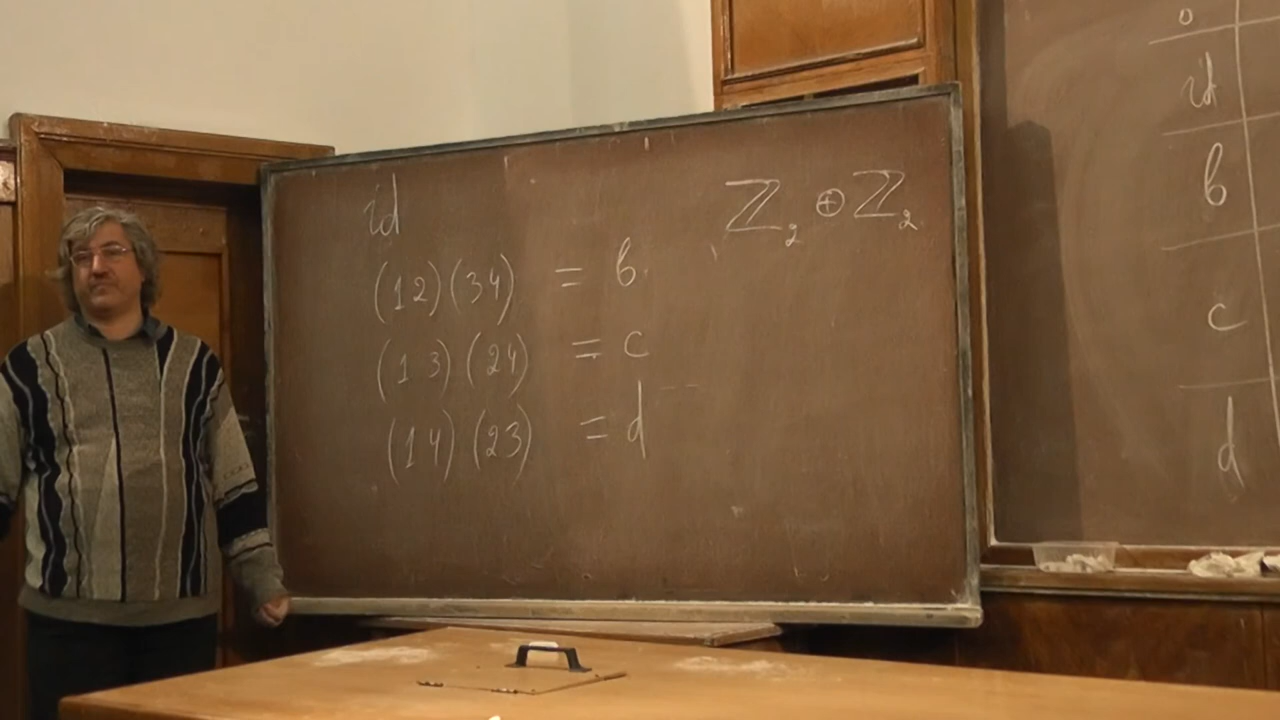 id
(12)(34) = b
(13)(24) = c
(14)(23) = d
ℤ₂ ⊕ ℤ₂
o
id
b
c
d